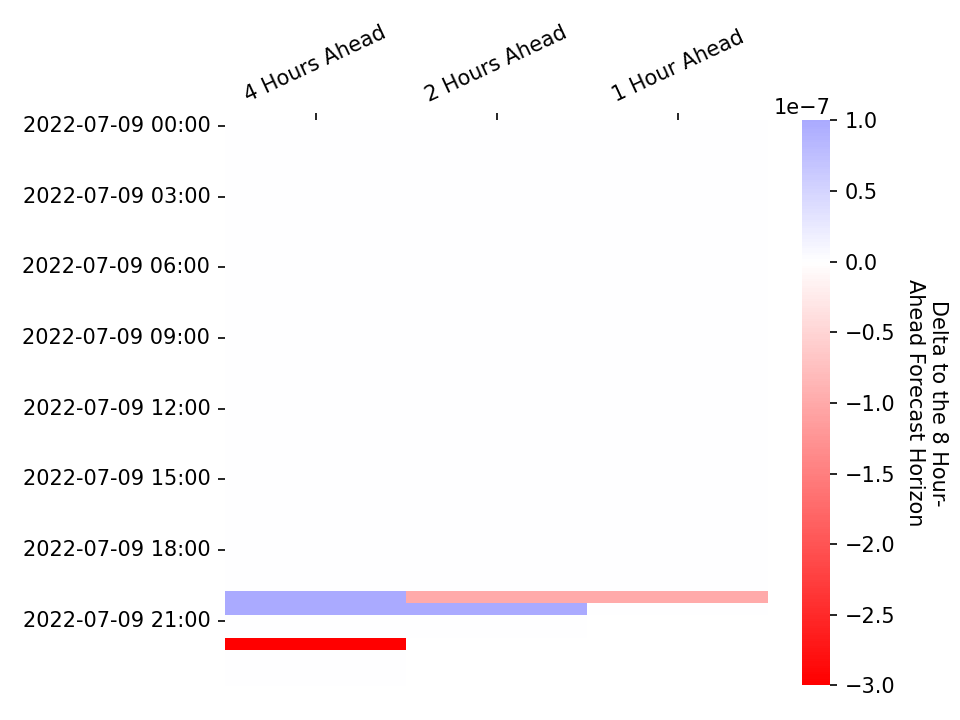 4 Hours Ahead
2 Hours Ahead
1 Hour Ahead
1e−7
2022-07-09 00:00
2022-07-09 03:00
2022-07-09 06:00
2022-07-09 09:00
2022-07-09 12:00
2022-07-09 15:00
2022-07-09 18:00
2022-07-09 21:00
1.0
0.5
0.0
−0.5
−1.0
−1.5
−2.0
−2.5
−3.0
Delta to the 8 Hour-
Ahead Forecast Horizon